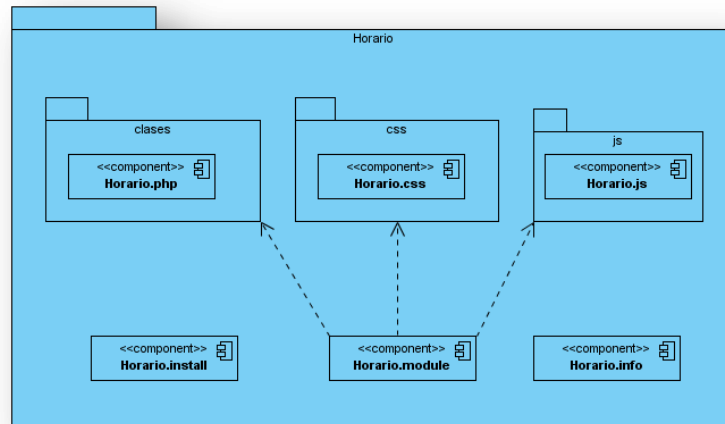 Horario
clases
css
js
<<component>>
Horario.php
<<component>>
Horario.css
<<component>>
Horario.js
<<component>>
Horario.install
<<component>>
Horario.module
<<component>>
Horario.info